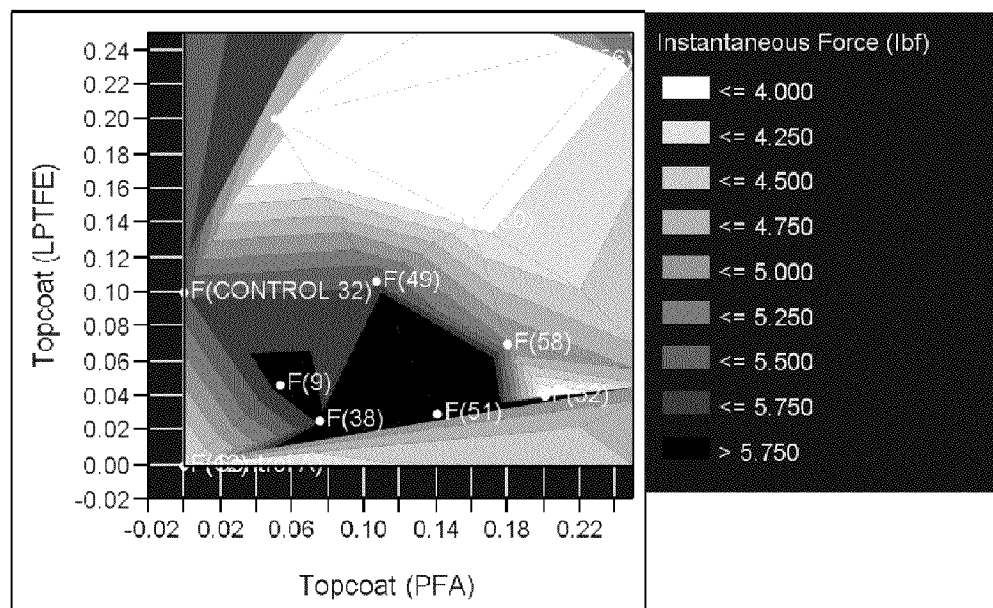 Instantaneous Force (lbf)
<= 4.000
<= 4.250
<= 4.500
<= 4.750
<= 5.000
<= 5.250
<= 5.500
<= 5.750
> 5.750
Topcoat (LPTFE)
0.24
0.22
0.20
0.18
0.16
0.14
0.12
0.10
0.08
0.06
0.04
0.02
0.00
-0.02
F(CONTROL 32)
F(49)
F(58)
F(9)
F(38)
F(51)
-0.02 0.02 0.06 0.10 0.14 0.18 0.22
Topcoat (PFA)